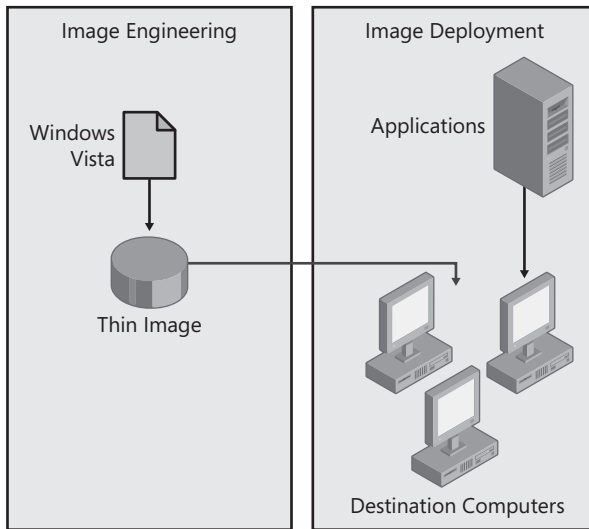 Image Engineering
Windows
Vista
Thin Image
Image Deployment
Applications
Destination Computers